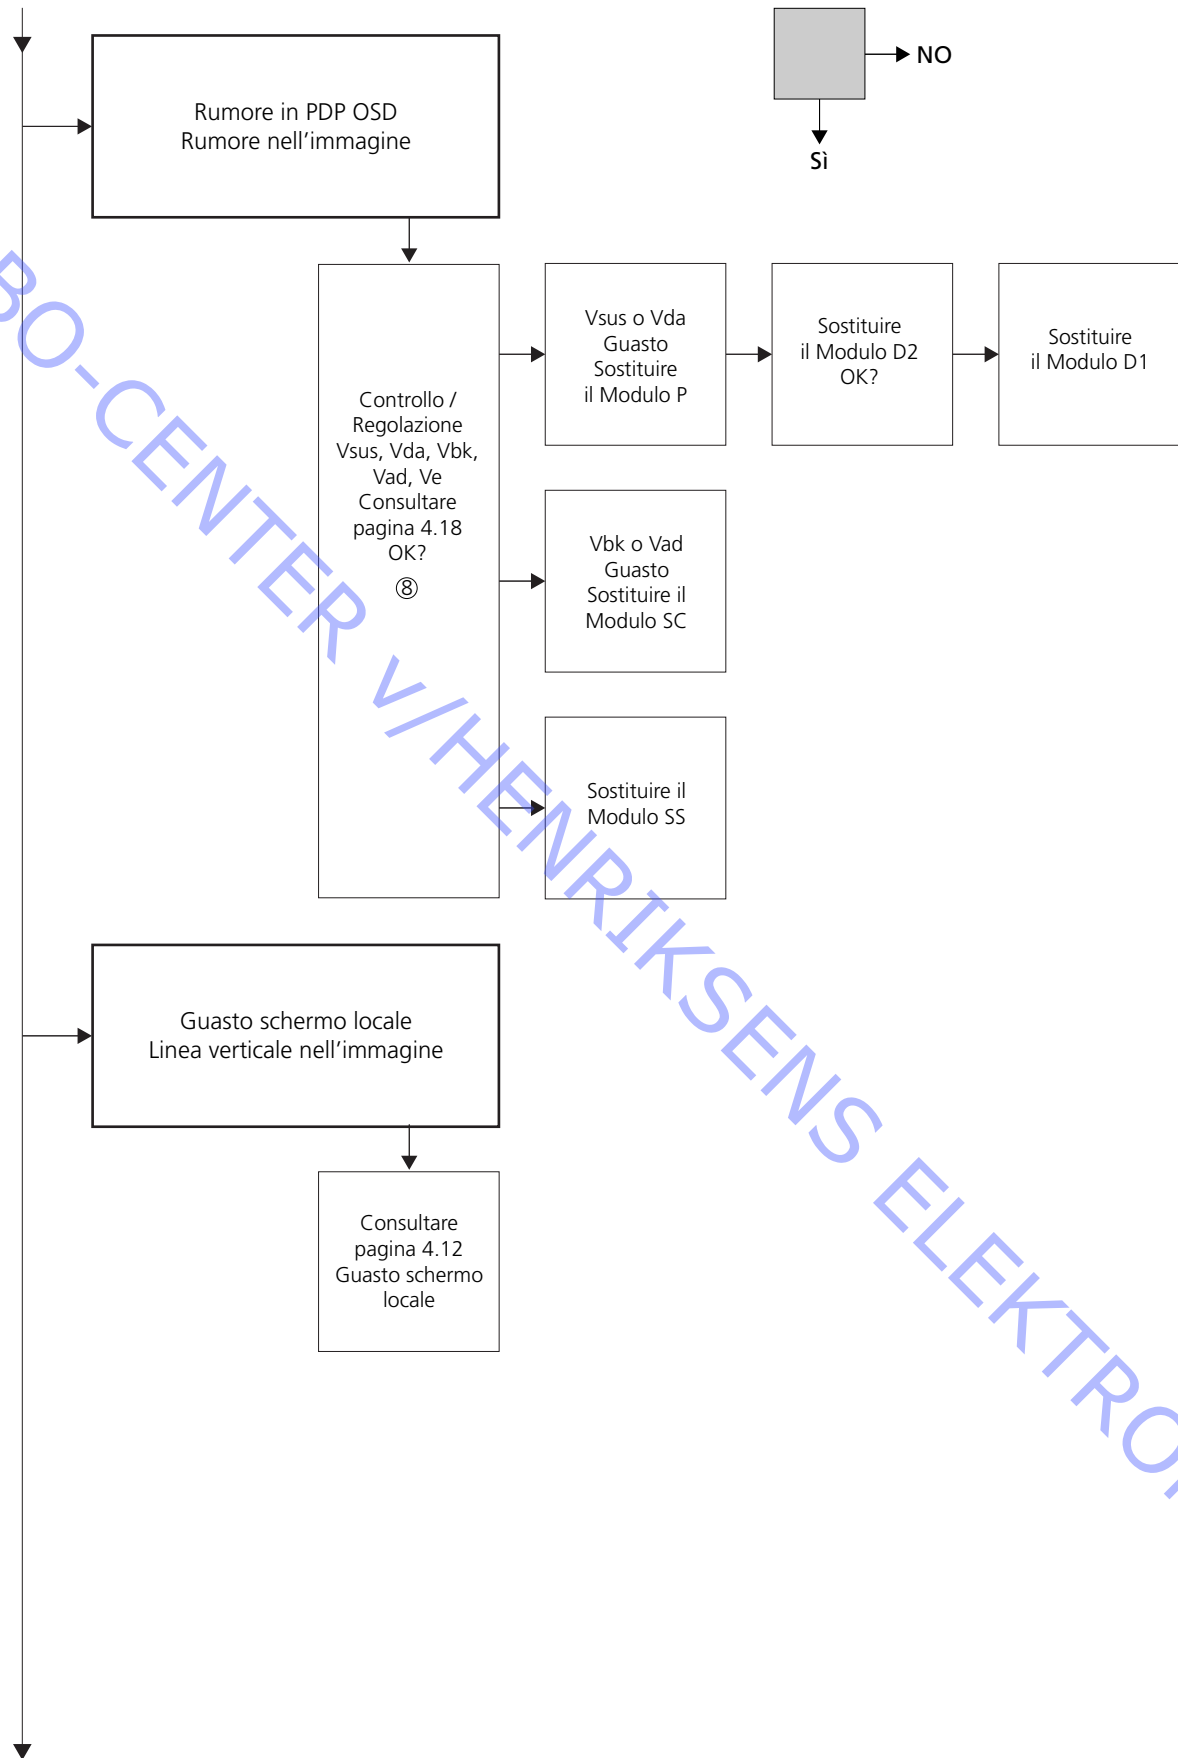 NO
Sì
Rumore in PDP OSD
Rumore nell’immagine
Controllo /
Regolazione
Vsus, Vda, Vbk,
Vad, Ve
Consultare
pagina 4.18
OK?
⑧
Vsus o Vda
Guasto
Sostituire
il Modulo P
Sostituire
il Modulo D2
OK?
Sostituire
il Modulo D1
Vbk o Vad
Guasto
Sostituire il
Modulo SC
Sostituire il
Modulo SS
Guasto schermo locale
Linea verticale nell’immagine
Consultare
pagina 4.12
Guasto schermo
locale
BO-CENTER v/HENRIKSENS ELEKTRO